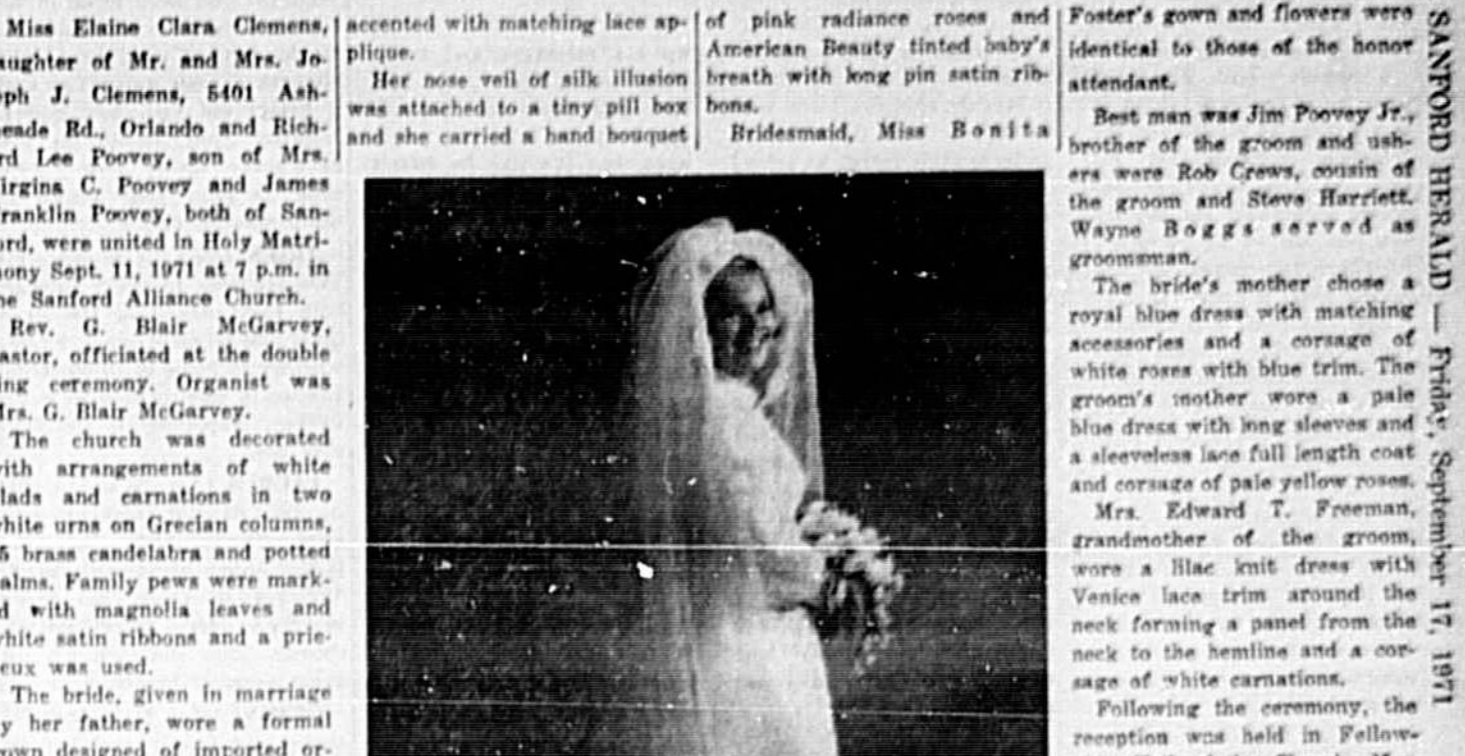 Miss Elaine Clara Clemens,
aughter of Mr. and Mrs. Jo-
eph J. Clemens, 5401 Ash-
eade Rd., Orlando and Rich-
rd Lee Poovey, son of Mrs.
irgina C. Poovey and James
ranklin Poovey, both of San-
ord, were united in Holy Matri-
ony Sept. 11, 1971 at 7 p.m. in
he Sanford Alliance Church.
Rev. G. Blair McGarvey,
astor, officiated at the double
ing ceremony. Organist was
Mrs. G. Blair McGarvey.
The church was decorated
with arrangements of white
lads and carnations in two
white urns on Grecian columns,
5 brass candelabra and potted
alms. Family pews were mark-
d with magnolia leaves and
white satin ribbons and a prie-
eux was used.
The bride, given in marriage
y her father, wore a formal
own designed of imported or-
accented with matching lace ap-
plique.
Her nose veil of silk illusion
was attached to a tiny pill box
and she carried a hand bouquet
of pink radiance roses and
American Beauty tinted baby's
breath with long pin satin rib-
bons.
Bridesmaid, Miss Bonita
Foster's gown and flowers were
identical to those of the honor
attendant.
Best man was Jim Poovey Jr.,
brother of the groom and ush-
ers were Rob Crews, cousin of
the groom and Steve Harriett.
Wayne Boggs served as
groomsman.
The bride's mother chose a
royal blue dress with matching
accessories and a corsage of
white roses with blue trim. The
groom's mother wore a pale
blue dress with long sleeves and
a sleeveless lace full length coat
and corsage of pale yellow roses.
Mrs. Edward T. Freeman,
grandmother of the groom,
wore a lilac knit dress with
Venice lace trim around the
neck forming a panel from the
neck to the hemline and a cor-
sage of white carnations.
Following the ceremony, the
reception was held in Fellow-
SANFORD HERALD — Friday, September 17, 1971